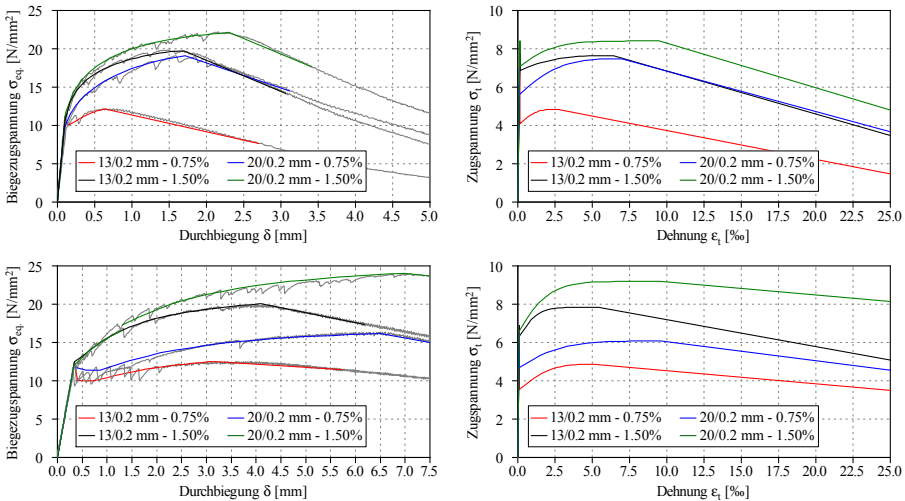 Biegezugspannung σeq. [N/mm²]
25
20
15
10
5
0
13/0.2 mm - 0.75%
20/0.2 mm - 0.75%
13/0.2 mm - 1.50%
20/0.2 mm - 1.50%
0.0 0.5 1.0 1.5 2.0 2.5 3.0 3.5 4.0 4.5 5.0
Durchbiegung δ [mm]
Zugspannung σt [N/mm²]
10
8
6
4
2
0
13/0.2 mm - 0.75%
20/0.2 mm - 0.75%
13/0.2 mm - 1.50%
20/0.2 mm - 1.50%
0.0 2.5 5.0 7.5 10.0 12.5 15.0 17.5 20.0 22.5 25.0
Dehnung εt [‰]
Biegezugspannung σeq. [N/mm²]
25
20
15
10
5
0
13/0.2 mm - 0.75%
20/0.2 mm - 0.75%
13/0.2 mm - 1.50%
20/0.2 mm - 1.50%
0.0 0.5 1.0 1.5 2.0 2.5 3.0 3.5 4.0 4.5 5.0 5.5 6.0 6.5 7.0 7.5
Durchbiegung δ [mm]
Zugspannung σt [N/mm²]
10
8
6
4
2
0
13/0.2 mm - 0.75%
20/0.2 mm - 0.75%
13/0.2 mm - 1.50%
20/0.2 mm - 1.50%
0.0 2.5 5.0 7.5 10.0 12.5 15.0 17.5 20.0 22.5 25.0
Dehnung εt [‰]